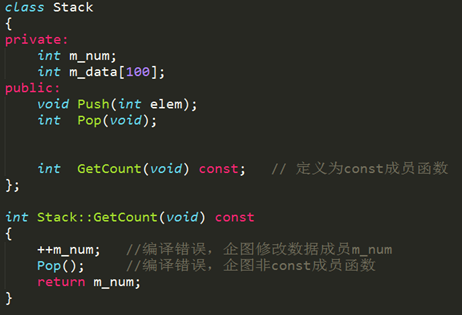 class Stack
{
private:
    int m_num;
    int m_data[100];
public:
    void Push(int elem);
    int  Pop(void);
    int  GetCount(void) const;   // 定义为const成员函数
};
int Stack::GetCount(void) const
{
    ++m_num;   //编译错误，企图修改数据成员m_num
    Pop();     //编译错误，企图非const成员函数
    return m_num;
}